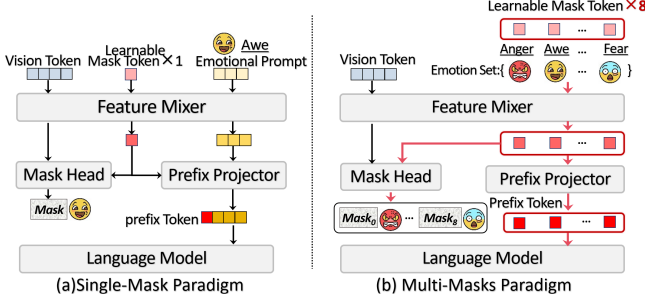 Learnable Mask Token×8
Learnable
Vision Token Mask Token×1 Awe
Emotional Prompt
Feature Mixer
Mask Head Prefix Projector
Mask
prefix Token
Language Model
(a)Single-Mask Paradigm
Vision Token
Anger Awe ... Fear
Emotion Set:{ ... }
Feature Mixer
...
Mask Head Prefix Projector
Mask0 ... Mask8
Prefix Token
...
Language Model
(b) Multi-Masks Paradigm